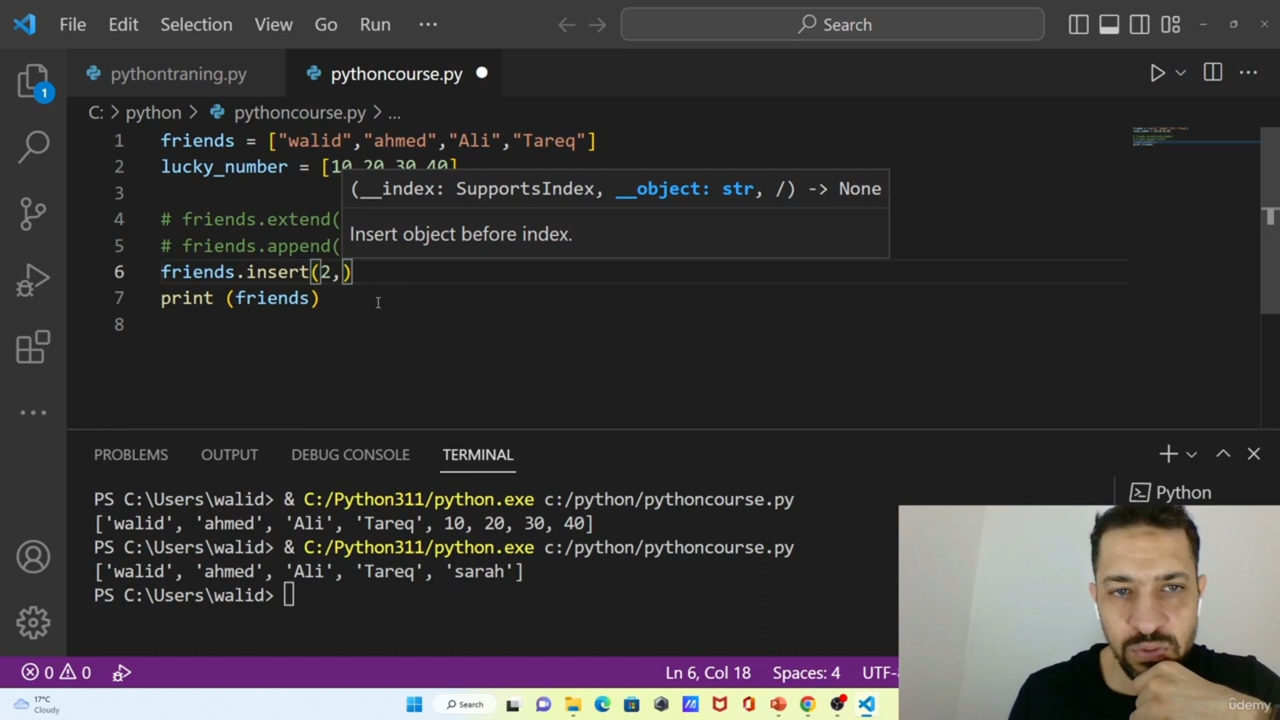 File Edit Selection View Go Run ··· Search
pythontraning.py pythoncourse.py
C: > python > pythoncourse.py > ...
1 friends = ["walid","ahmed","Ali","Tareq"]
2 lucky_number = [10,20,30,40]
(__index: SupportsIndex, __object: str, /) -> None
3
4 # friends.extend(
Insert object before index.
5 # friends.append(
6 friends.insert(2,)
7 print (friends)
8
PROBLEMS OUTPUT DEBUG CONSOLE TERMINAL
PS C:\Users\walid> & C:/Python311/python.exe c:/python/pythoncourse.py
['walid', 'ahmed', 'Ali', 'Tareq', 10, 20, 30, 40]
PS C:\Users\walid> & C:/Python311/python.exe c:/python/pythoncourse.py
['walid', 'ahmed', 'Ali', 'Tareq', 'sarah']
PS C:\Users\walid>
Python
1
0 0 Ln 6, Col 18 Spaces: 4 UTF-8
17°C
Cloudy
Search
udemy